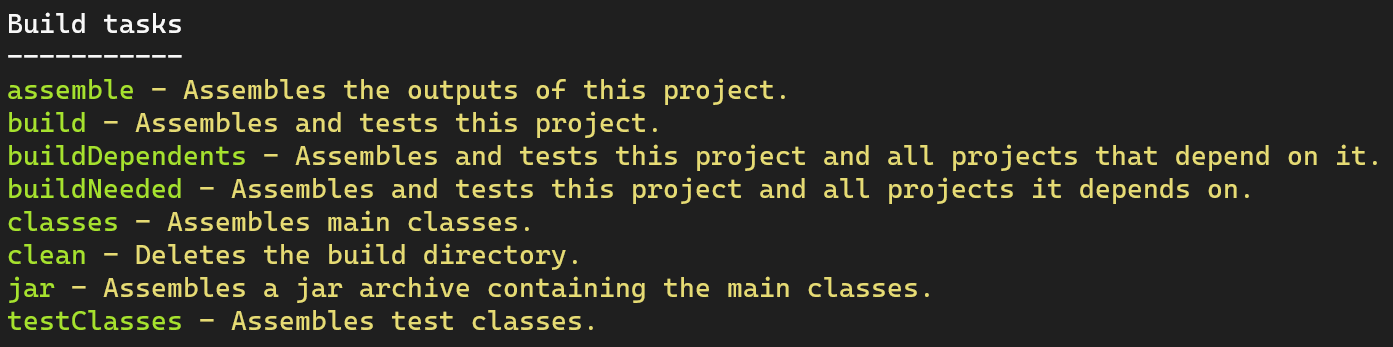 Build tasks
-----------
assemble - Assembles the outputs of this project.
build - Assembles and tests this project.
buildDependents - Assembles and tests this project and all projects that depend on it.
buildNeeded - Assembles and tests this project and all projects it depends on.
classes - Assembles main classes.
clean - Deletes the build directory.
jar - Assembles a jar archive containing the main classes.
testClasses - Assembles test classes.